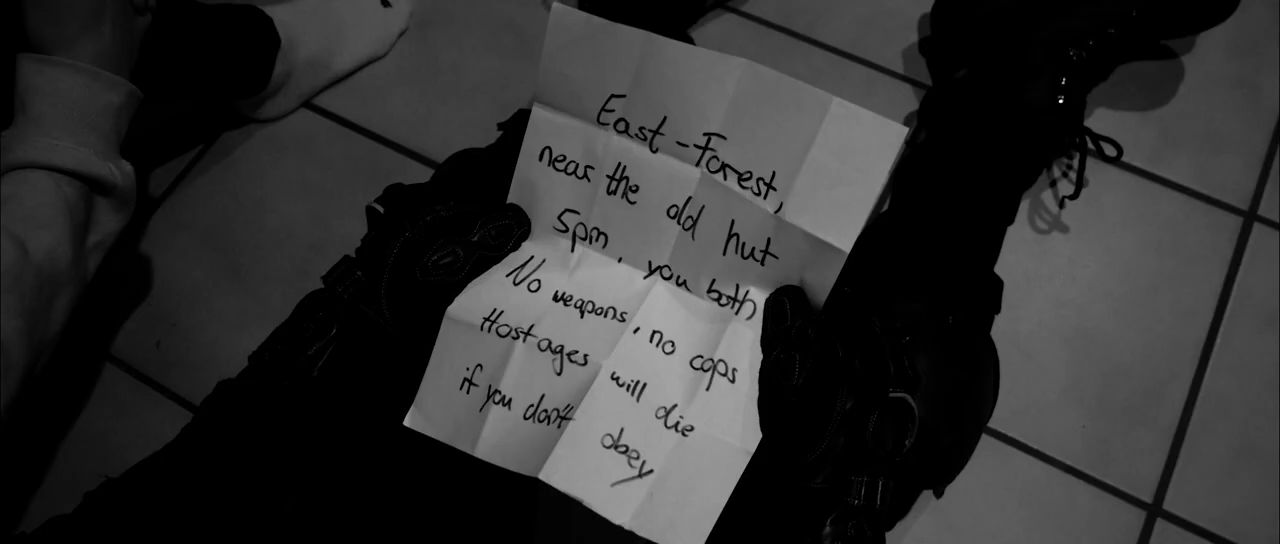 East-Forest,
near the old hut
5pm, you both
No weapons, no cops
Hostages will die
if you don't obey